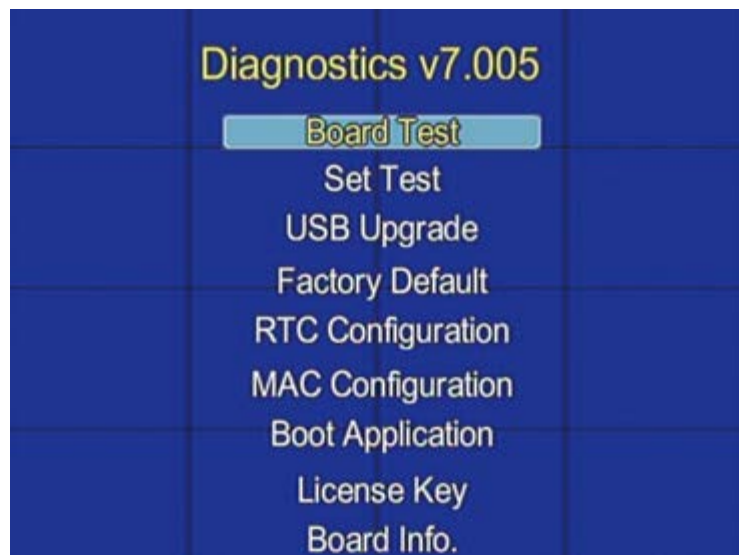 Diagnostics v7.005
Board Test
Set Test
USB Upgrade
Factory Default
RTC Configuration
MAC Configuration
Boot Application
License Key
Board Info.